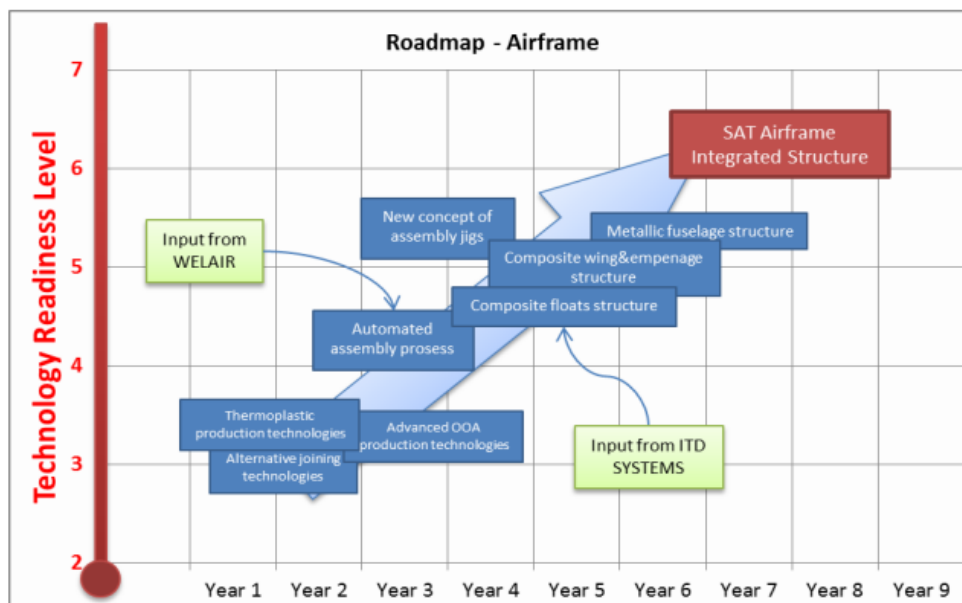 Roadmap - Airframe
Technology Readiness Level
7
6
5
4
3
2
SAT Airframe
Integrated Structure
New concept of
assembly jigs
Metallic fuselage structure
Input from
WELAIR
Composite wing&empenage
structure
Composite floats structure
Automated
assembly prosess
Thermoplastic
production technologies
Advanced OOA
production technologies
Alternative joining
technologies
Input from ITD
SYSTEMS
Year 1
Year 2
Year 3
Year 4
Year 5
Year 6
Year 7
Year 8
Year 9